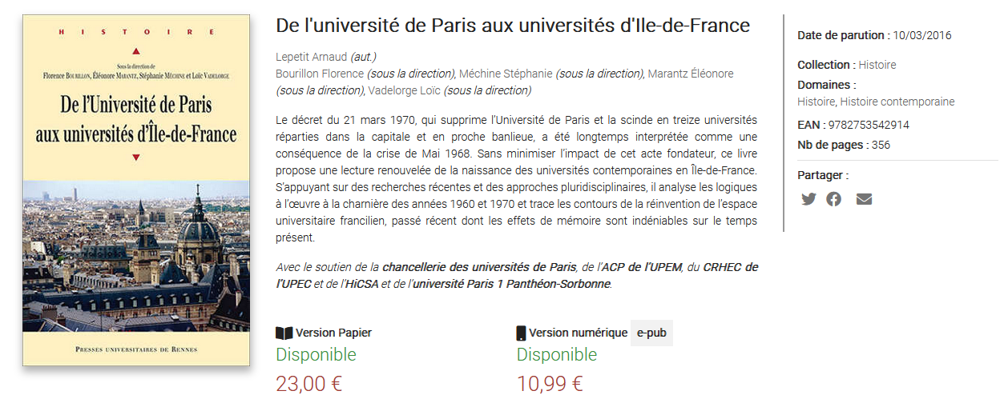 HISTOIRE
Sous la direction de
Florence BOURILLON, Éléonore MARANTZ, Stéphanie MÉCHINE et Loïc VADELORGE
De l'Université de Paris
aux universités d'Île-de-France
PRESSES UNIVERSITAIRES DE RENNES
De l'université de Paris aux universités d'Ile-de-France
Lepetit Arnaud (aut.)
Bourillon Florence (sous la direction), Méchine Stéphanie (sous la direction), Marantz Éléonore
(sous la direction), Vadelorge Loïc (sous la direction)
Le décret du 21 mars 1970, qui supprime l'Université de Paris et la scinde en treize universités
réparties dans la capitale et en proche banlieue, a été longtemps interprétée comme une
conséquence de la crise de Mai 1968. Sans minimiser l'impact de cet acte fondateur, ce livre
propose une lecture renouvelée de la naissance des universités contemporaines en Île-de-France.
S'appuyant sur des recherches récentes et des approches pluridisciplinaires, il analyse les logiques
à l'œuvre à la charnière des années 1960 et 1970 et trace les contours de la réinvention de l'espace
universitaire francilien, passé récent dont les effets de mémoire sont indéniables sur le temps
présent.
Avec le soutien de la chancellerie des universités de Paris, de l'ACP de l'UPEM, du CRHEC de
l'UPEC et de l'HiCSA et de l'université Paris 1 Panthéon-Sorbonne.
Version Papier
Disponible
23,00 €
Version numérique e-pub
Disponible
10,99 €
Date de parution : 10/03/2016
Collection : Histoire
Domaines :
Histoire, Histoire contemporaine
EAN : 9782753542914
Nb de pages : 356
Partager :